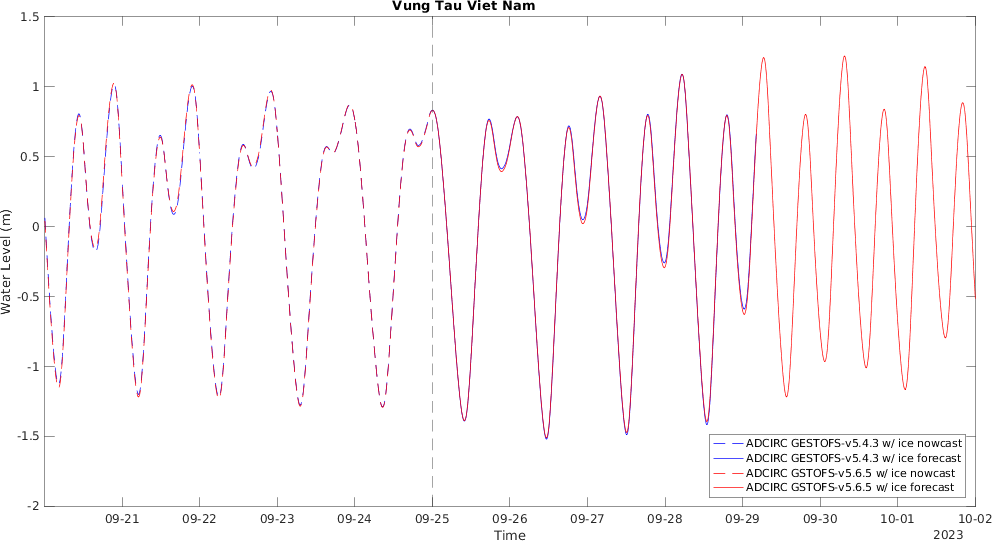 Vung Tau Viet Nam
Water Level (m)
1.5
1
0.5
0
-0.5
-1
-1.5
-2
ADCIRC GESTOFS-v5.4.3 w/ ice nowcast
ADCIRC GESTOFS-v5.4.3 w/ ice forecast
ADCIRC GSTOFS-v5.6.5 w/ ice nowcast
ADCIRC GSTOFS-v5.6.5 w/ ice forecast
09-21 09-22 09-23 09-24 09-25 09-26 09-27 09-28 09-29 09-30 10-01 10-02
Time
2023